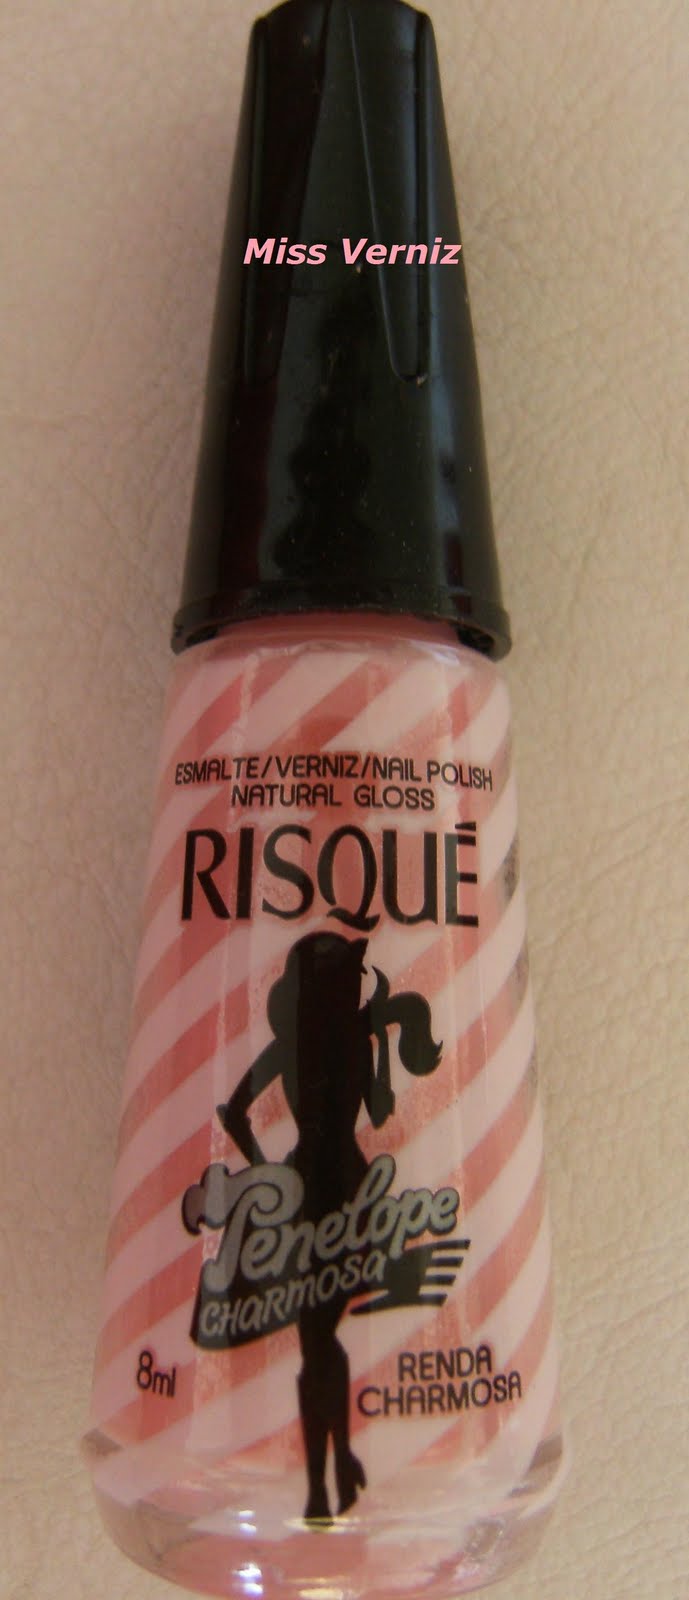 Miss Verniz
ESMALTE/VERNIZ/NAIL POLISH
NATURAL GLOSS
RISQUÉ
Penelope
CHARMOSA
8ml
RENDA
CHARMOSA